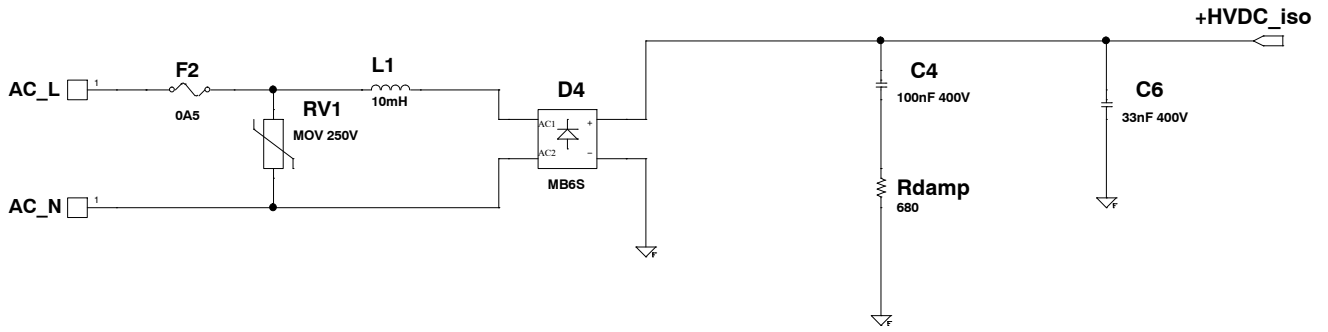 +HVDC_iso
AC_L
1
F2
0A5
RV1
MOV 250V
L1
10mH
D4
AC1
+
AC2
−
MB6S
C4
100nF 400V
C6
33nF 400V
Rdamp
680
AC_N
1
F
F
F